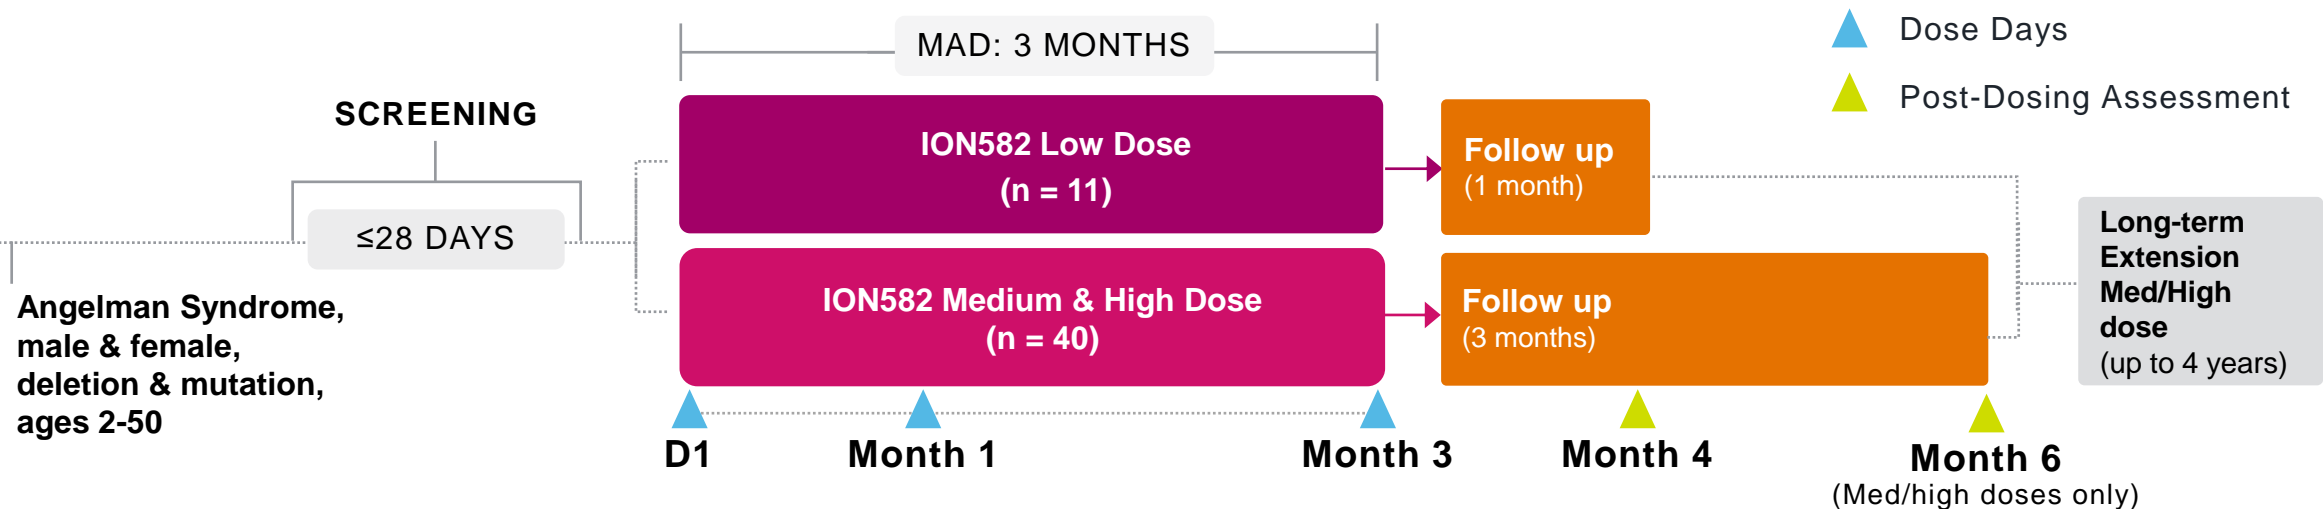 MAD: 3 MONTHS
Dose Days
Post-Dosing Assessment
SCREENING
≤28 DAYS
Angelman Syndrome,
male & female,
deletion & mutation,
ages 2-50
ION582 Low Dose
(n = 11)
Follow up
(1 month)
ION582 Medium & High Dose
(n = 40)
Follow up
(3 months)
Long-term
Extension
Med/High
dose
(up to 4 years)
D1
Month 1
Month 3
Month 4
Month 6
(Med/high doses only)